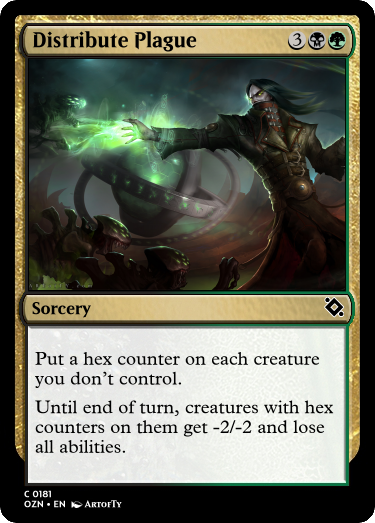 Distribute Plague 3
Sorcery
Put a hex counter on each creature
you don't control.
Until end of turn, creatures with hex
counters on them get -2/-2 and lose
all abilities.
C 0181
OZN • EN ArtofTy